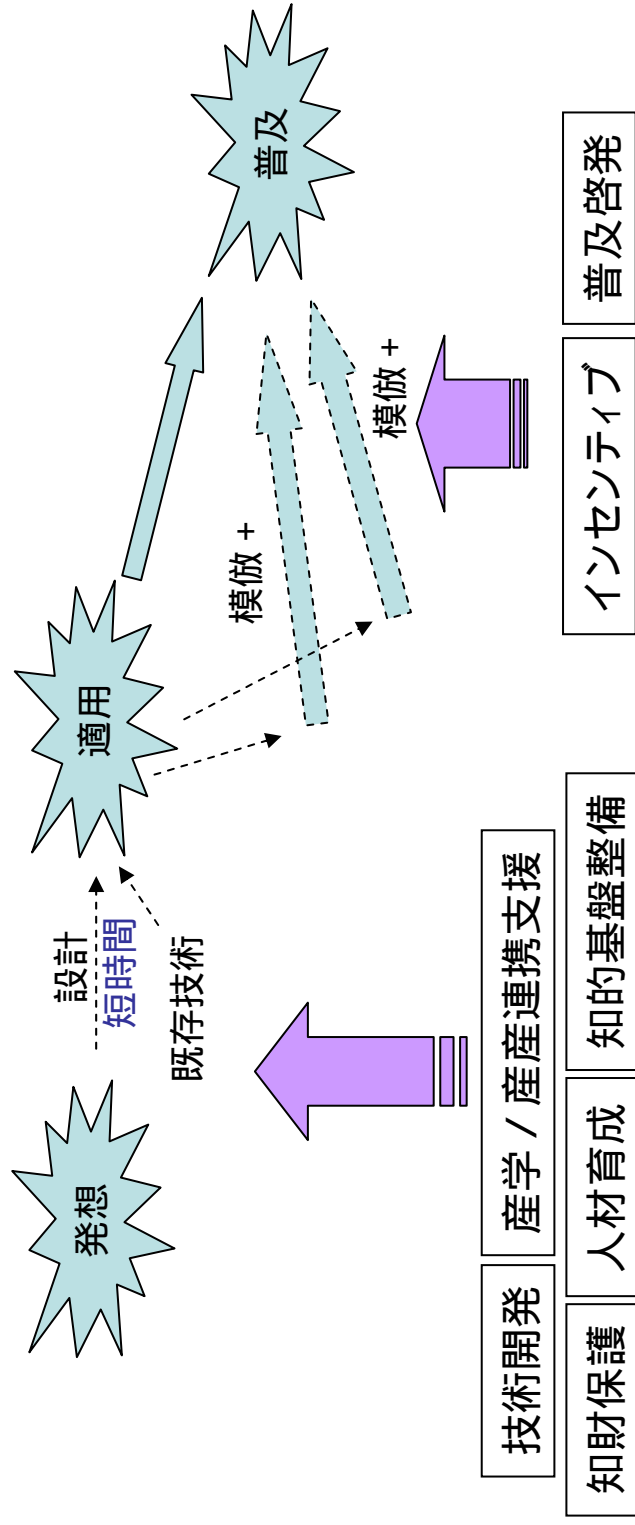 発想
設計
短時間
既存技術
適用
模倣 +
模倣 +
普及
技術開発
産学 / 産産連携支援
知財保護
人材育成
知的基盤整備
インセンティブ
普及啓発